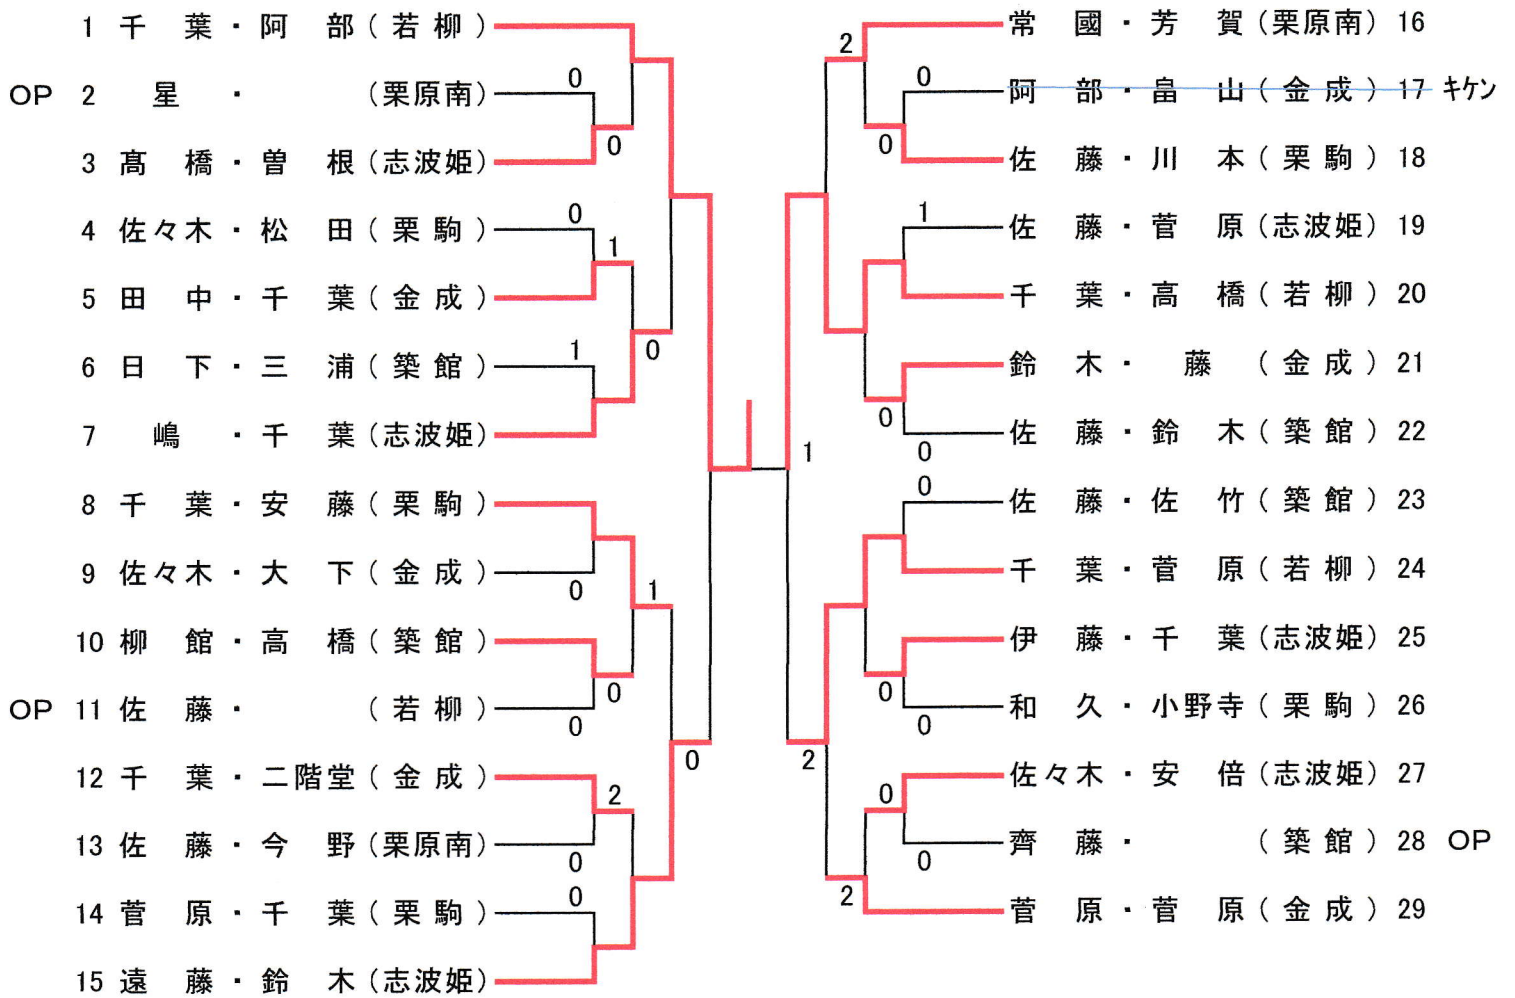 1 千葉・阿部(若柳)
OP 2 星・ (栗原南)
0
0
3 髙橋・曽根(志波姫)
4 佐々木・松田(栗駒)
0
1
5 田中・千葉(金成)
6 日下・三浦(築館)
1
0
7 嶋・千葉(志波姫)
8 千葉・安藤(栗駒)
9 佐々木・大下(金成)
0
1
10 柳館・高橋(築館)
0
OP 11 佐藤・ (若柳)
0
0
12 千葉・二階堂(金成)
2
13 佐藤・今野(栗原南)
0
14 菅原・千葉(栗駒)
0
15 遠藤・鈴木(志波姫)
常國・芳賀(栗原南) 16
2
0
阿部・畠山(金成) 17 キケン
0
佐藤・川本(栗駒) 18
1
佐藤・菅原(志波姫) 19
千葉・高橋(若柳) 20
鈴木・藤(金成) 21
0
佐藤・鈴木(築館) 22
0
1
0
佐藤・佐竹(築館) 23
千葉・菅原(若柳) 24
伊藤・千葉(志波姫) 25
0
和久・小野寺(栗駒) 26
0
2
佐々木・安倍(志波姫) 27
0
齊藤・ (築館) 28 OP
0
2
菅原・菅原(金成) 29